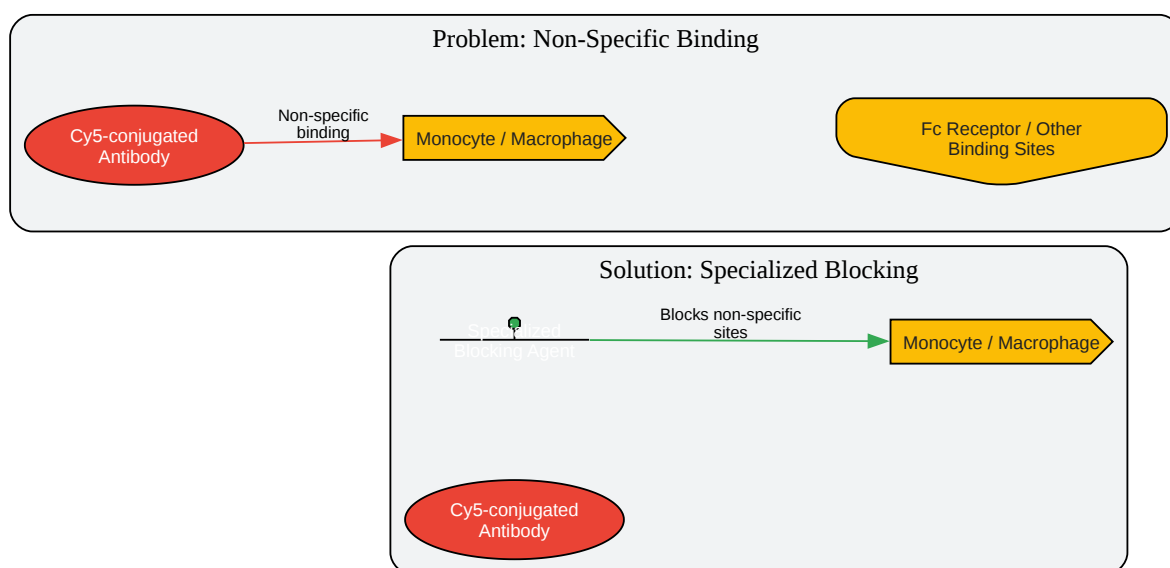 Problem: Non-Specific Binding
Non-specific
binding
Cy5-conjugated
Antibody
Monocyte / Macrophage
Fc Receptor / Other
Binding Sites
Solution: Specialized Blocking
Specialized
Blocking Agent
Blocks non-specific
sites
Monocyte / Macrophage
Cy5-conjugated
Antibody